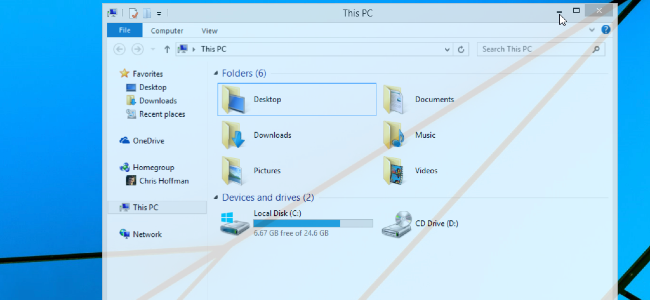 This PC
File Computer View
This PC Search This PC
Favorites
Desktop
Downloads
Recent places
OneDrive
Homegroup
Chris Hoffman
This PC
Network
Folders (6)
Desktop Documents
Downloads Music
Pictures Videos
Devices and drives (2)
Local Disk (C:)
6.67 GB free of 24.6 GB
CD Drive (D:)